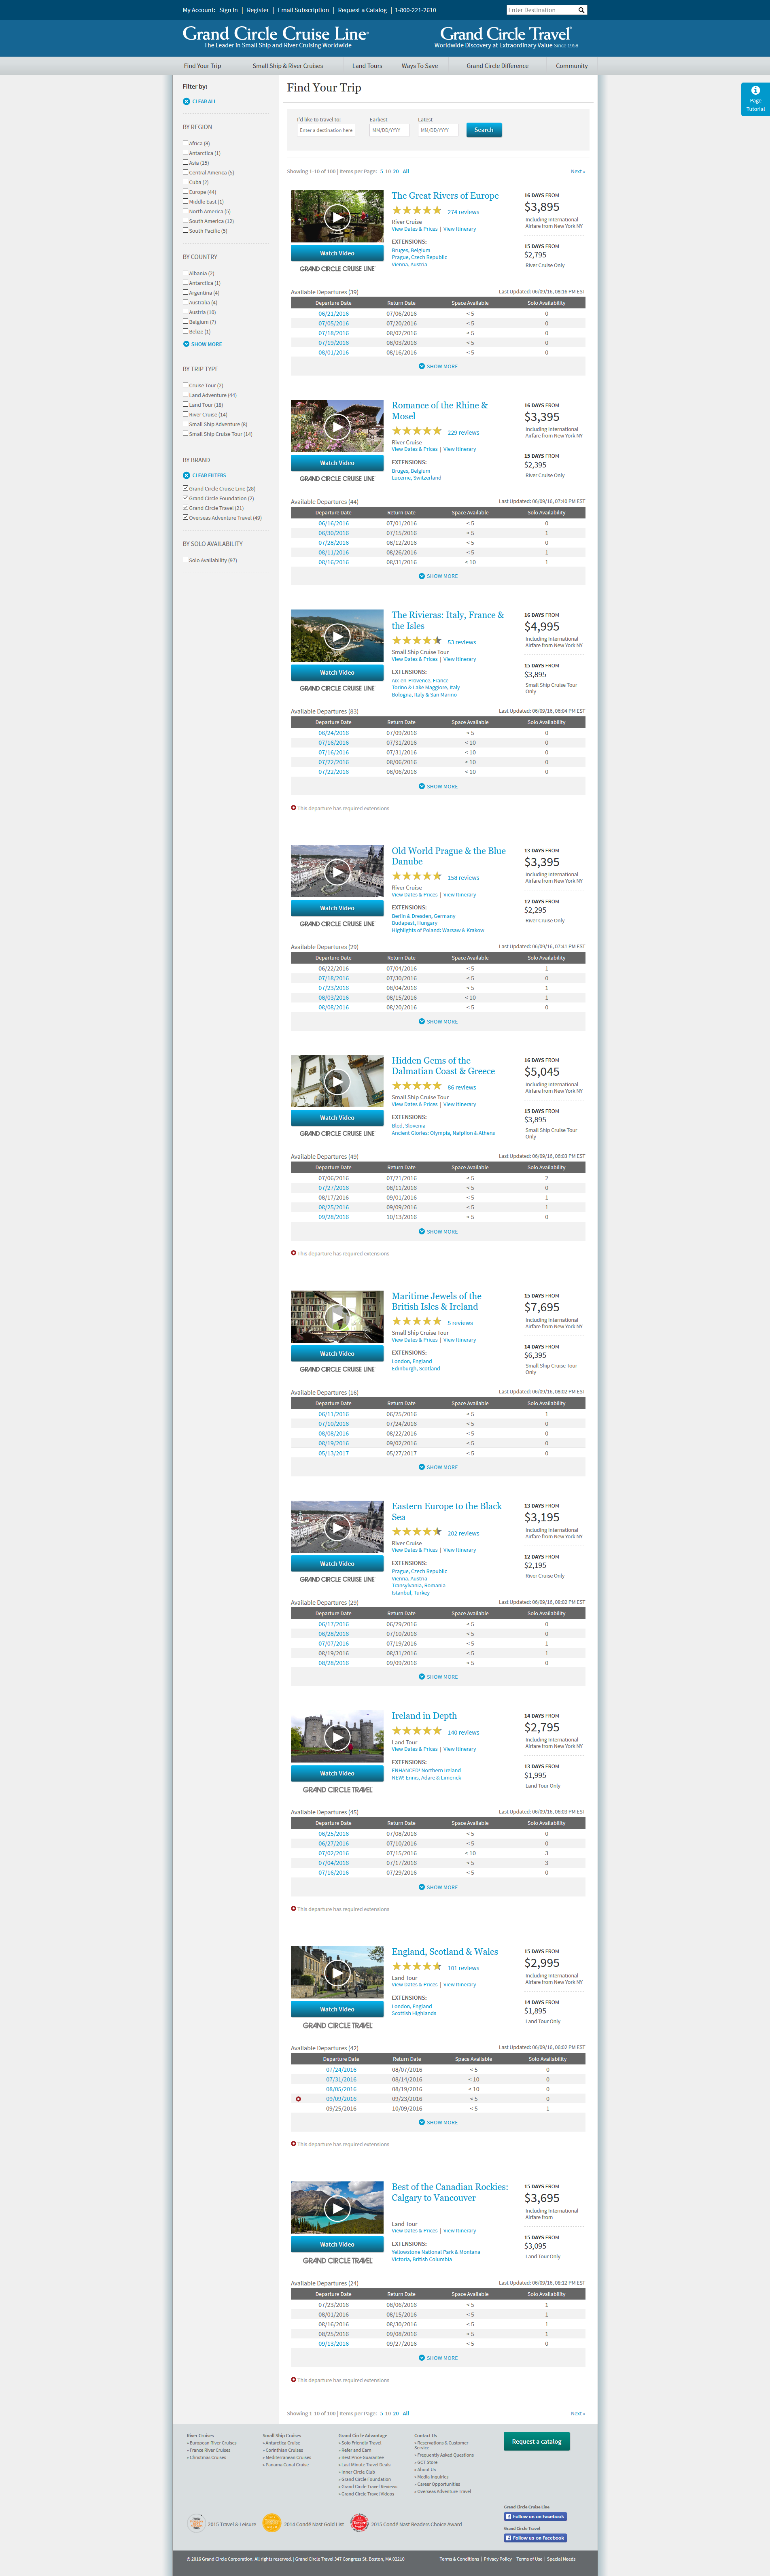 My Account: Sign In | Register | Email Subscription | Request a Catalog | 1-800-221-2610
Enter Destination
Grand Circle Cruise Line®
The Leader in Small Ship and River Cruising Worldwide
Grand Circle Travel®
Worldwide Discovery at Extraordinary Value Since 1958
Find Your Trip
Small Ship & River Cruises
Land Tours
Ways To Save
Grand Circle Difference
Community
Page
Tutorial
Filter by:
CLEAR ALL
BY REGION
Africa (8)
Antarctica (1)
Asia (15)
Central America (5)
Cuba (2)
Europe (44)
Middle East (1)
North America (5)
South America (12)
South Pacific (5)
BY COUNTRY
Albania (2)
Antarctica (1)
Argentina (4)
Australia (4)
Austria (10)
Belgium (7)
Belize (1)
SHOW MORE
BY TRIP TYPE
Cruise Tour (2)
Land Adventure (44)
Land Tour (18)
River Cruise (14)
Small Ship Adventure (8)
Small Ship Cruise Tour (14)
BY BRAND
CLEAR FILTERS
Grand Circle Cruise Line (28)
Grand Circle Foundation (2)
Grand Circle Travel (21)
Overseas Adventure Travel (49)
BY SOLO AVAILABILITY
Solo Availability (97)
Find Your Trip
I'd like to travel to:
Earliest
Latest
Enter a destination here
MM/DD/YYYY
MM/DD/YYYY
Search
Showing 1-10 of 100 | Items per Page: 5 10 20 All
Next »
The Great Rivers of Europe
274 reviews
River Cruise
View Dates & Prices | View Itinerary
EXTENSIONS:
Bruges, Belgium
Prague, Czech Republic
Vienna, Austria
Watch Video
GRAND CIRCLE CRUISE LINE
16 DAYS FROM
$3,895
Including International
Airfare from New York NY
15 DAYS FROM
$2,795
River Cruise Only
Available Departures (39)
Last Updated: 06/09/16, 08:16 PM EST
Departure Date Return Date Space Available Solo Availability
06/21/2016 07/06/2016 < 5 0
07/05/2016 07/20/2016 < 5 0
07/18/2016 08/02/2016 < 5 0
07/19/2016 08/03/2016 < 5 0
08/01/2016 08/16/2016 < 5 0
SHOW MORE
Romance of the Rhine &
Mosel
229 reviews
River Cruise
View Dates & Prices | View Itinerary
EXTENSIONS:
Bruges, Belgium
Lucerne, Switzerland
Watch Video
GRAND CIRCLE CRUISE LINE
16 DAYS FROM
$3,395
Including International
Airfare from New York NY
15 DAYS FROM
$2,395
River Cruise Only
Available Departures (44)
Last Updated: 06/09/16, 07:40 PM EST
Departure Date Return Date Space Available Solo Availability
06/16/2016 07/01/2016 < 5 0
06/30/2016 07/15/2016 < 5 1
07/28/2016 08/12/2016 < 5 0
08/11/2016 08/26/2016 < 5 1
08/16/2016 08/31/2016 < 10 1
SHOW MORE
The Rivieras: Italy, France &
the Isles
53 reviews
Small Ship Cruise Tour
View Dates & Prices | View Itinerary
EXTENSIONS:
Aix-en-Provence, France
Torino & Lake Maggiore, Italy
Bologna, Italy & San Marino
Watch Video
GRAND CIRCLE CRUISE LINE
16 DAYS FROM
$4,995
Including International
Airfare from New York NY
15 DAYS FROM
$3,895
Small Ship Cruise Tour
Only
Available Departures (83)
Last Updated: 06/09/16, 06:04 PM EST
Departure Date Return Date Space Available Solo Availability
06/24/2016 07/09/2016 < 5 0
07/16/2016 07/31/2016 < 10 0
07/16/2016 07/31/2016 < 10 0
07/22/2016 08/06/2016 < 10 0
07/22/2016 08/06/2016 < 10 0
SHOW MORE
This departure has required extensions
Old World Prague & the Blue
Danube
158 reviews
River Cruise
View Dates & Prices | View Itinerary
EXTENSIONS:
Berlin & Dresden, Germany
Budapest, Hungary
Highlights of Poland: Warsaw & Krakow
Watch Video
GRAND CIRCLE CRUISE LINE
13 DAYS FROM
$3,395
Including International
Airfare from New York NY
12 DAYS FROM
$2,295
River Cruise Only
Available Departures (29)
Last Updated: 06/09/16, 07:41 PM EST
Departure Date Return Date Space Available Solo Availability
06/22/2016 07/04/2016 < 5 1
07/18/2016 07/30/2016 < 5 0
07/23/2016 08/04/2016 < 5 1
08/03/2016 08/15/2016 < 10 1
08/08/2016 08/20/2016 < 5 0
SHOW MORE
Hidden Gems of the
Dalmatian Coast & Greece
86 reviews
Small Ship Cruise Tour
View Dates & Prices | View Itinerary
EXTENSIONS:
Bled, Slovenia
Ancient Glories: Olympia, Nafplion & Athens
Watch Video
GRAND CIRCLE CRUISE LINE
16 DAYS FROM
$5,045
Including International
Airfare from New York NY
15 DAYS FROM
$3,895
Small Ship Cruise Tour
Only
Available Departures (49)
Last Updated: 06/09/16, 06:03 PM EST
Departure Date Return Date Space Available Solo Availability
07/06/2016 07/21/2016 < 5 2
07/27/2016 08/11/2016 < 5 0
08/17/2016 09/01/2016 < 5 1
08/25/2016 09/09/2016 < 5 1
09/28/2016 10/13/2016 < 5 0
SHOW MORE
This departure has required extensions
Maritime Jewels of the
British Isles & Ireland
5 reviews
Small Ship Cruise Tour
View Dates & Prices | View Itinerary
EXTENSIONS:
London, England
Edinburgh, Scotland
Watch Video
GRAND CIRCLE CRUISE LINE
15 DAYS FROM
$7,695
Including International
Airfare from New York NY
14 DAYS FROM
$6,395
Small Ship Cruise Tour
Only
Available Departures (16)
Last Updated: 06/09/16, 08:02 PM EST
Departure Date Return Date Space Available Solo Availability
06/11/2016 06/25/2016 < 5 1
07/10/2016 07/24/2016 < 5 0
08/08/2016 08/22/2016 < 5 0
08/19/2016 09/02/2016 < 5 0
05/13/2017 05/27/2017 < 5 0
SHOW MORE
Eastern Europe to the Black
Sea
202 reviews
River Cruise
View Dates & Prices | View Itinerary
EXTENSIONS:
Prague, Czech Republic
Vienna, Austria
Transylvania, Romania
Istanbul, Turkey
Watch Video
GRAND CIRCLE CRUISE LINE
13 DAYS FROM
$3,195
Including International
Airfare from New York NY
12 DAYS FROM
$2,195
River Cruise Only
Available Departures (29)
Last Updated: 06/09/16, 08:02 PM EST
Departure Date Return Date Space Available Solo Availability
06/17/2016 06/29/2016 < 5 0
06/28/2016 07/10/2016 < 5 0
07/07/2016 07/19/2016 < 5 1
08/19/2016 08/31/2016 < 5 1
08/28/2016 09/09/2016 < 5 0
SHOW MORE
Ireland in Depth
140 reviews
Land Tour
View Dates & Prices | View Itinerary
EXTENSIONS:
ENHANCED! Northern Ireland
NEW! Ennis, Adare & Limerick
Watch Video
GRAND CIRCLE TRAVEL
14 DAYS FROM
$2,795
Including International
Airfare from New York NY
13 DAYS FROM
$1,995
Land Tour Only
Available Departures (45)
Last Updated: 06/09/16, 06:03 PM EST
Departure Date Return Date Space Available Solo Availability
06/25/2016 07/08/2016 < 5 0
06/27/2016 07/10/2016 < 5 0
07/02/2016 07/15/2016 < 10 3
07/04/2016 07/17/2016 < 5 3
07/16/2016 07/29/2016 < 5 0
SHOW MORE
This departure has required extensions
England, Scotland & Wales
101 reviews
Land Tour
View Dates & Prices | View Itinerary
EXTENSIONS:
London, England
Scottish Highlands
Watch Video
GRAND CIRCLE TRAVEL
15 DAYS FROM
$2,995
Including International
Airfare from New York NY
14 DAYS FROM
$1,895
Land Tour Only
Available Departures (42)
Last Updated: 06/09/16, 06:02 PM EST
Departure Date Return Date Space Available Solo Availability
07/24/2016 08/07/2016 < 5 0
07/31/2016 08/14/2016 < 10 0
08/05/2016 08/19/2016 < 10 0
09/09/2016 09/23/2016 < 5 0
09/25/2016 10/09/2016 < 5 1
SHOW MORE
This departure has required extensions
Best of the Canadian Rockies:
Calgary to Vancouver
Land Tour
View Dates & Prices | View Itinerary
EXTENSIONS:
Yellowstone National Park & Montana
Victoria, British Columbia
Watch Video
GRAND CIRCLE TRAVEL
15 DAYS FROM
$3,695
Including International
Airfare from
15 DAYS FROM
$3,095
Land Tour Only
Available Departures (24)
Last Updated: 06/09/16, 08:12 PM EST
Departure Date Return Date Space Available Solo Availability
07/23/2016 08/06/2016 < 5 1
08/01/2016 08/15/2016 < 5 1
08/16/2016 08/30/2016 < 5 1
08/25/2016 09/08/2016 < 5 1
09/13/2016 09/27/2016 < 5 0
SHOW MORE
This departure has required extensions
Showing 1-10 of 100 | Items per Page: 5 10 20 All
Next »
River Cruises
» European River Cruises
» France River Cruises
» Christmas Cruises
Small Ship Cruises
» Antarctica Cruise
» Corinthian Cruises
» Mediterranean Cruises
» Panama Canal Cruise
Grand Circle Advantage
» Solo Friendly Travel
» Refer and Earn
» Best Price Guarantee
» Last Minute Travel Deals
» Inner Circle Club
» Grand Circle Foundation
» Grand Circle Travel Reviews
» Grand Circle Travel Videos
Contact Us
» Reservations & Customer
Service
» Frequently Asked Questions
» GCT Store
» About Us
» Media Inquiries
» Career Opportunities
» Overseas Adventure Travel
Request a catalog
Grand Circle Cruise Line
Follow us on Facebook
Grand Circle Travel
Follow us on Facebook
2015 Travel & Leisure
2014 Condé Nast Gold List
2015 Condé Nast Readers Choice Award
© 2016 Grand Circle Corporation. All rights reserved. | Grand Circle Travel 347 Congress St, Boston, MA 02210
Terms & Conditions | Privacy Policy | Terms of Use | Special Needs